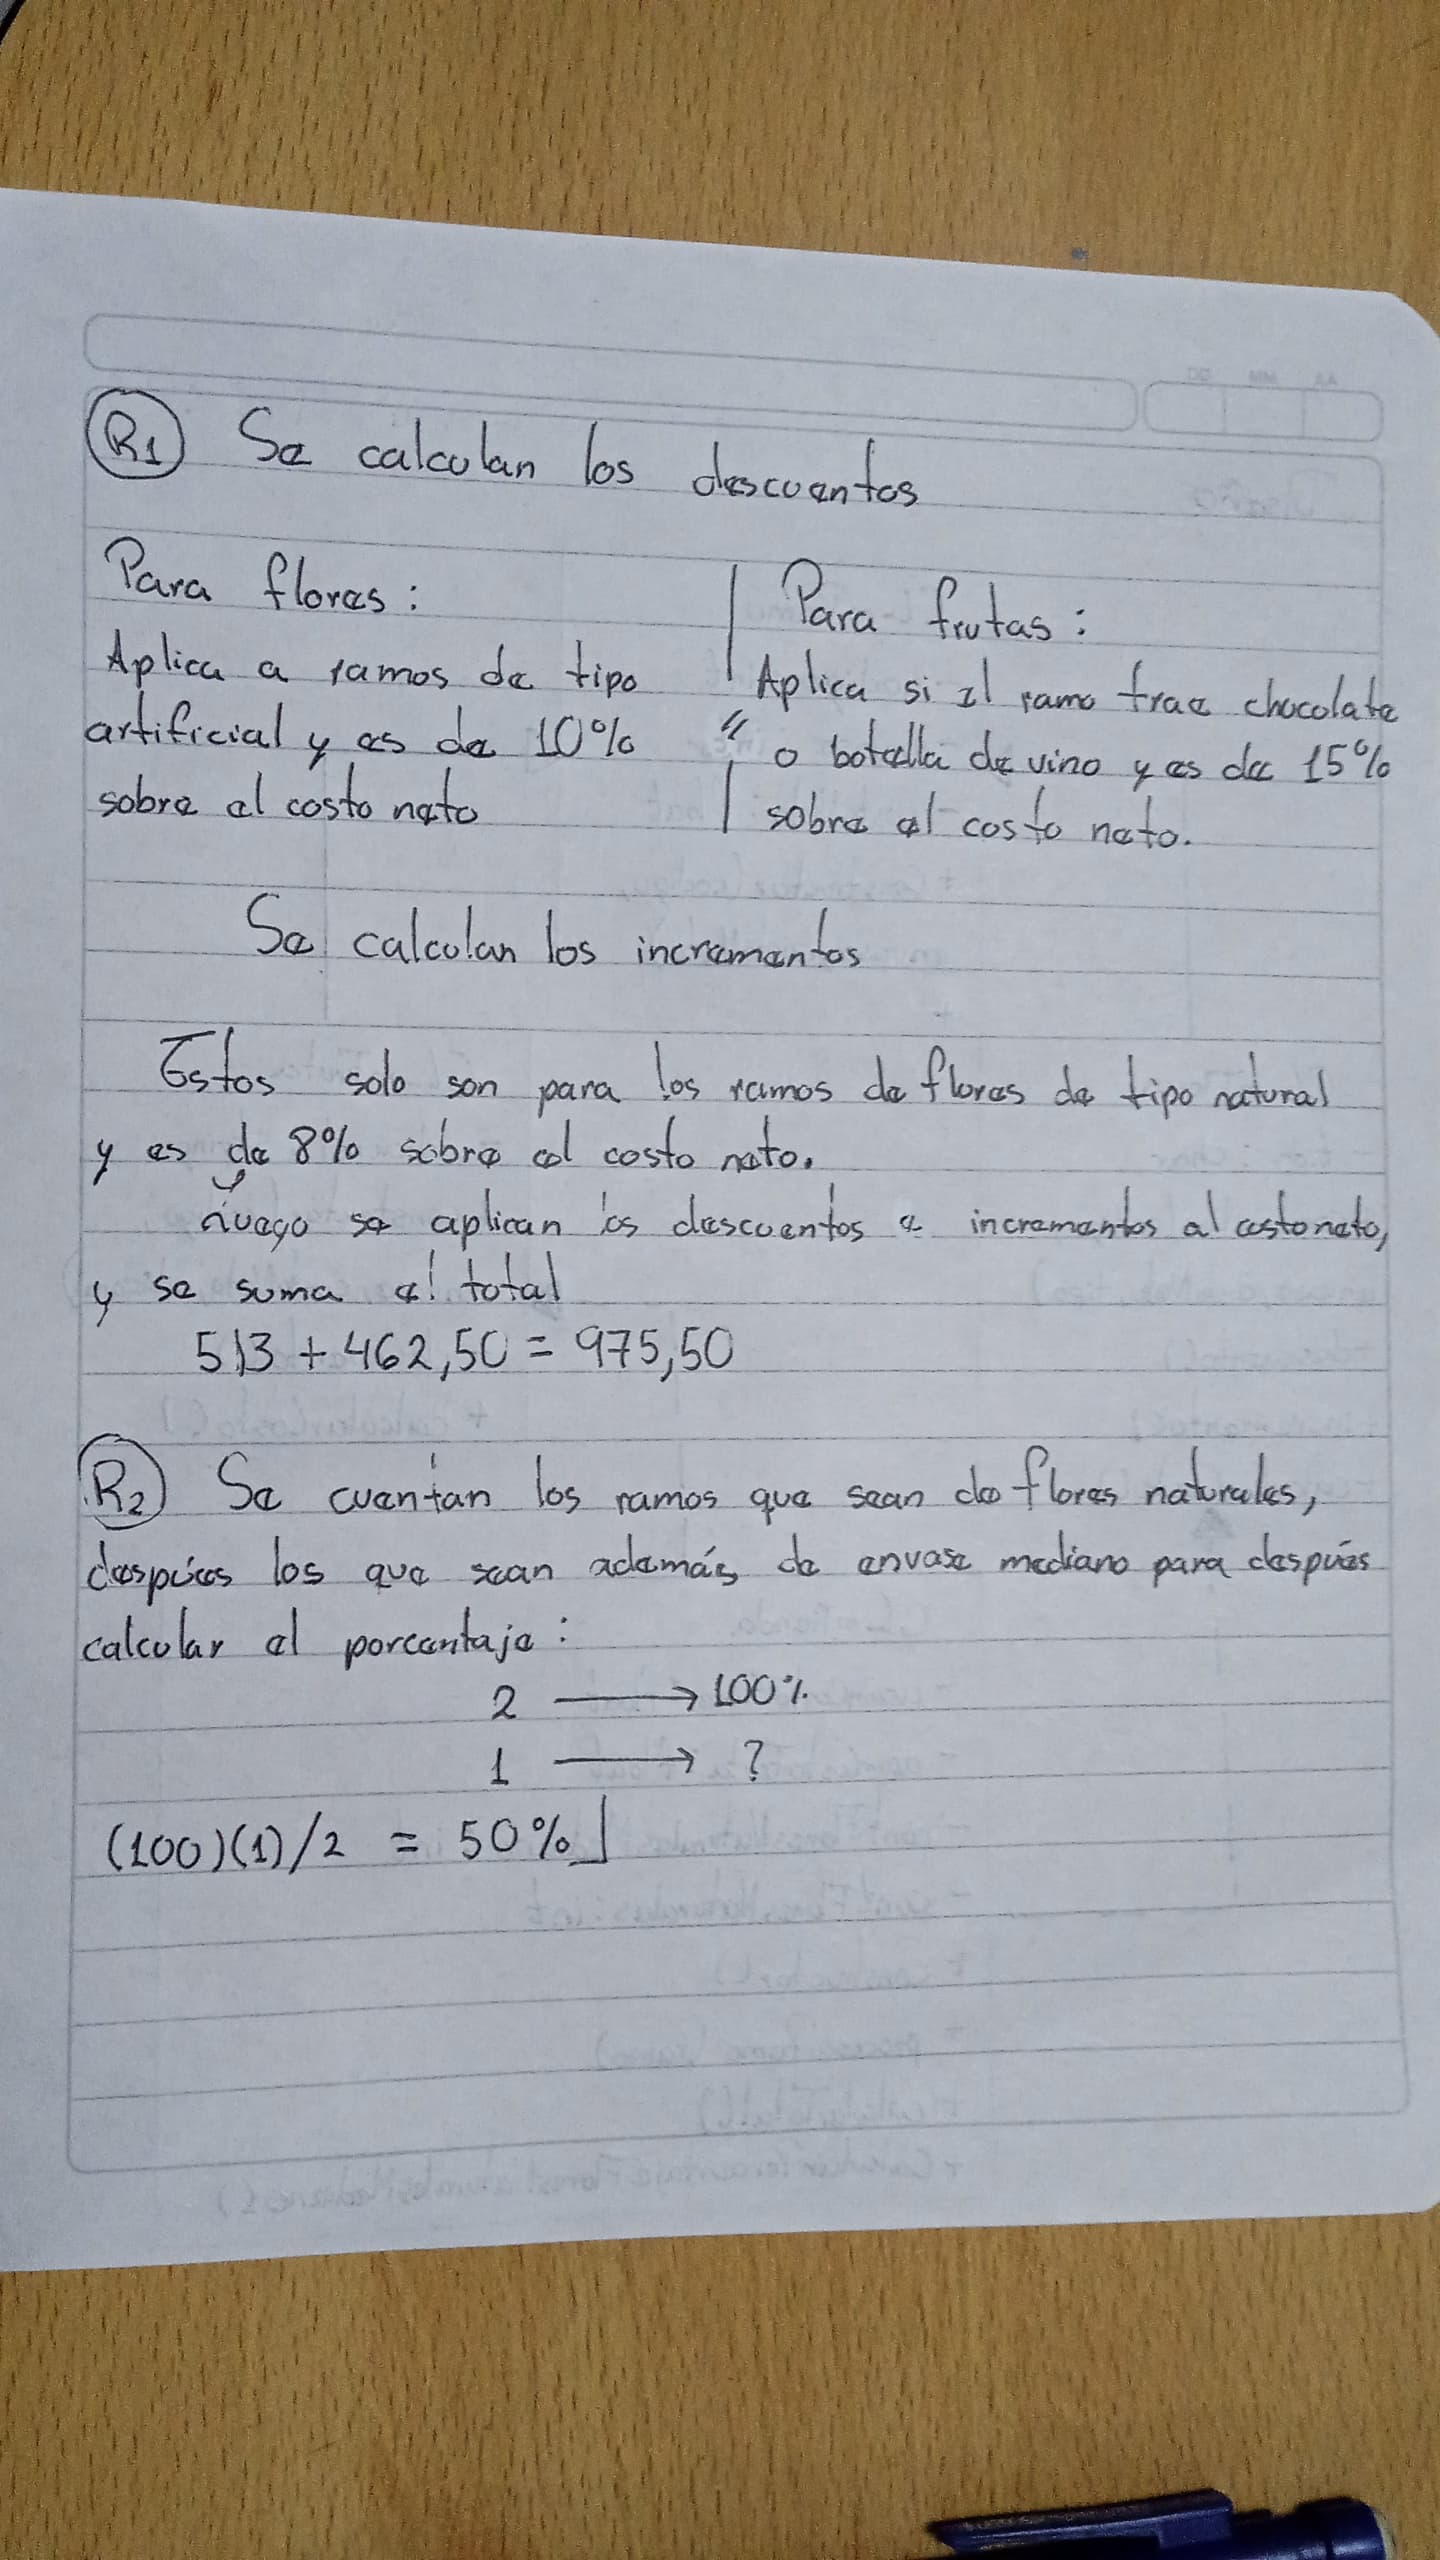 R1 Se calculan los descuentos
Para flores:
Aplica a ramos de tipo
artificial y es de 10%
sobre el costo neto
Para frutas:
Aplica si el ramo trae chocolate
o botella de vino y es de 15%
sobre el costo neto.
Se calculan los incrementos
Estos solo son para los ramos de flores de tipo natural
y es de 8% sobre el costo neto.
Luego se aplican los descuentos e incrementos al costo neto,
y se suma el total
513 + 462,50 = 975,50
R2 Se cuentan los ramos que sean de flores naturales,
después los que sean además de envase mediano para después
calcular el porcentaje:
2 → 100%
1 → ?
(100)(1)/2 = 50%